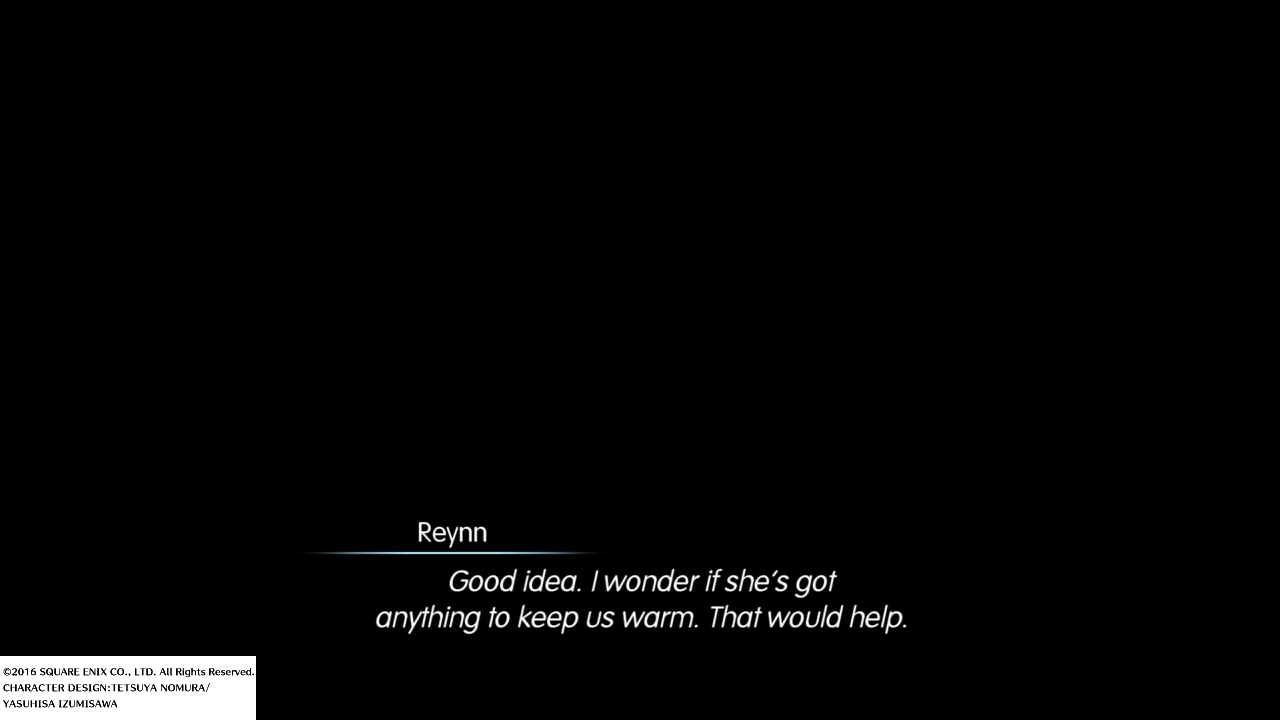 Reynn
Good idea. I wonder if she's got
anything to keep us warm. That would help.
©2016 SQUARE ENIX CO., LTD. All Rights Reserved.
CHARACTER DESIGN:TETSUYA NOMURA/
YASUHISA IZUMISAWA